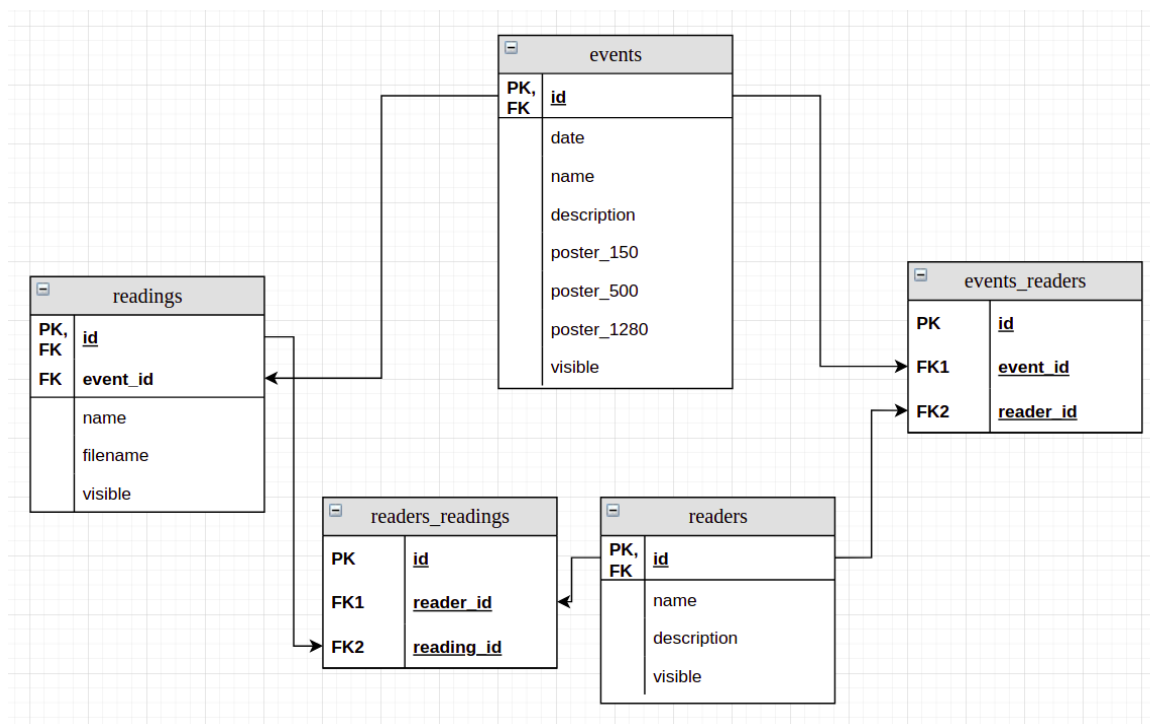 events
PK, FK id
date
name
description
poster_150
poster_500
poster_1280
visible
readings
PK, FK id
FK event_id
name
filename
visible
events_readers
PK id
FK1 event_id
FK2 reader_id
readers_readings
PK id
FK1 reader_id
FK2 reading_id
readers
PK, FK id
name
description
visible